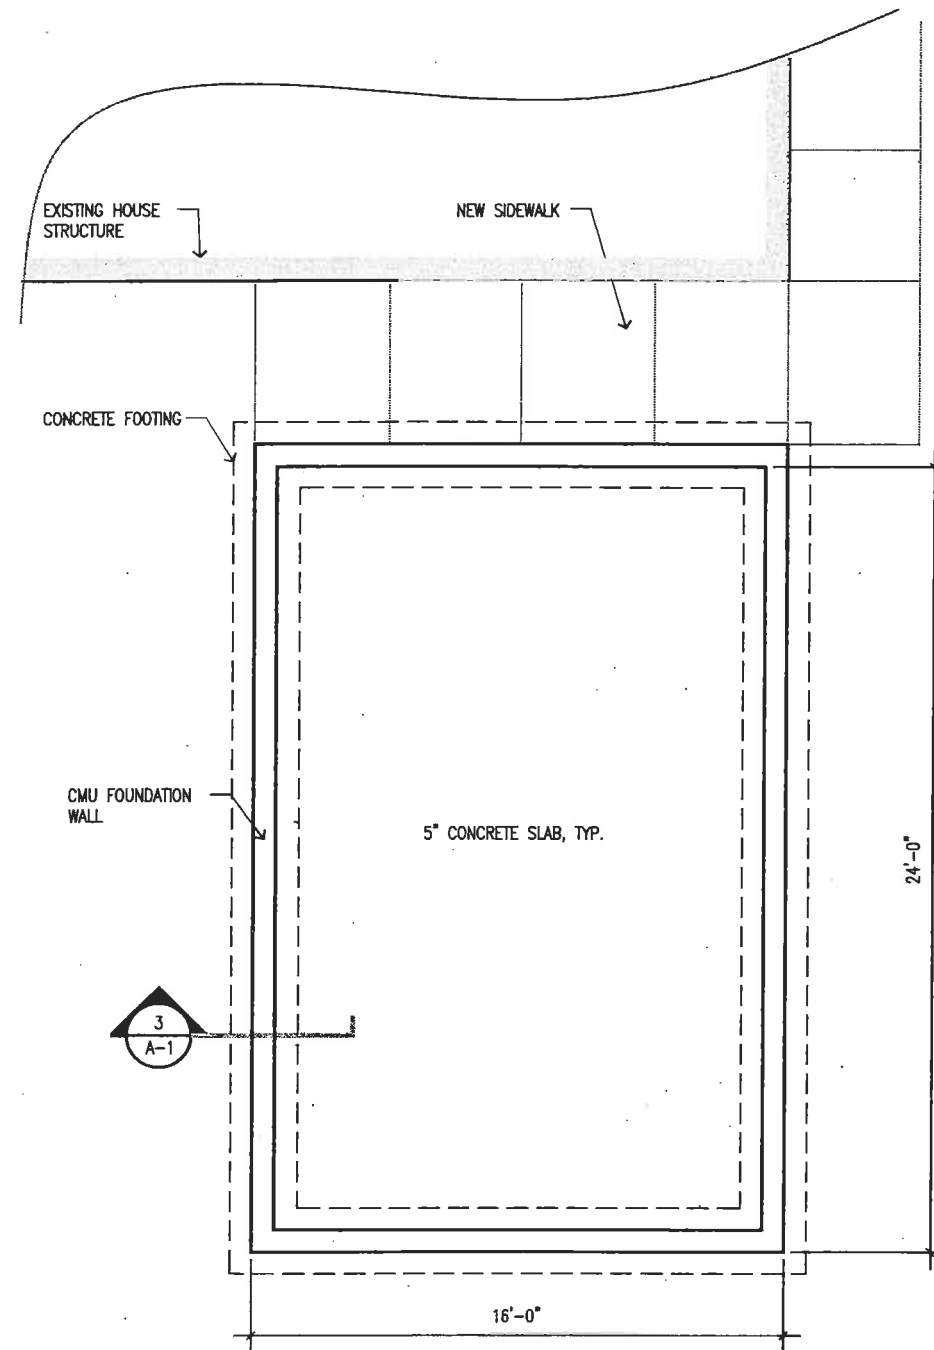 EXISTING HOUSE
STRUCTURE
NEW SIDEWALK
CONCRETE FOOTING
CMU FOUNDATION
WALL
5" CONCRETE SLAB, TYP.
24'-0"
3
A-1
16'-0"